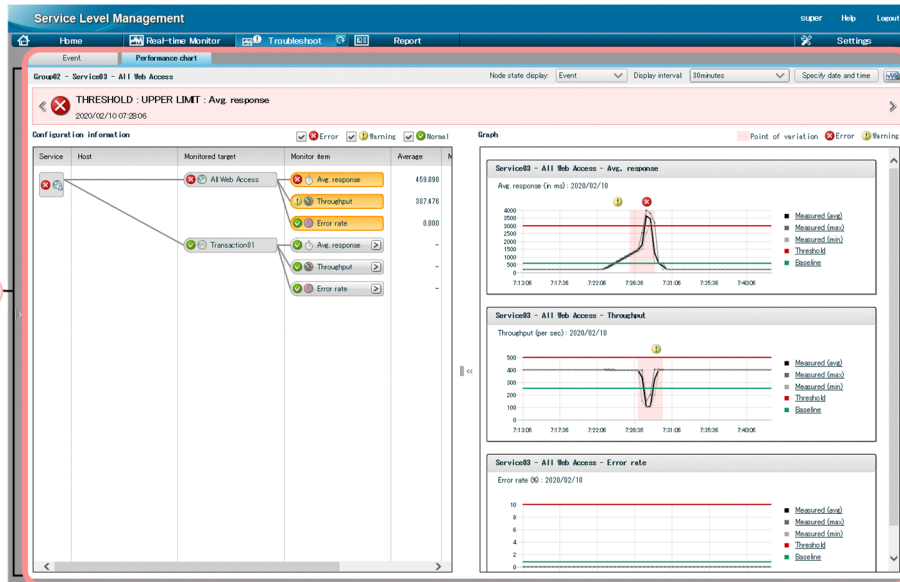 Service Level Management
super Help Logout
Home Real-time Monitor Troubleshoot Report Settings
Event Performance chart
Group02 - Service03 - All Web Access
Node state display: Event Display interval 30minutes Specify date and time
THRESHOLD : UPPER LIMIT : Avg. response
2020/02/10 07:28:06
Configuration information Error Warning Normal
Service Host Monitored target Monitor item Average M
All Web Access Avg. response 459.898
Throughput 387.476
Error rate 0.000
Transaction01 Avg. response > -
Throughput > -
Error rate > -
Graph Point of variation Error Warning
Service03 - All Web Access - Avg. response
Avg. response (in ms) : 2020/02/10
4000
3500
3000
2500
2000
1500
1000
500
0
7:13:06 7:17:36 7:22:06 7:26:36 7:31:06 7:35:36 7:40:06
Measured (avg)
Measured (max)
Measured (min)
Threshold
Baseline
Service03 - All Web Access - Throughput
Throughput (per sec) : 2020/02/10
500
400
300
200
100
0
7:13:06 7:17:36 7:22:06 7:26:36 7:31:06 7:35:36 7:40:06
Measured (avg)
Measured (max)
Measured (min)
Threshold
Baseline
Service03 - All Web Access - Error rate
Error rate (%) : 2020/02/10
10
8
6
4
2
0
Measured (avg)
Measured (max)
Measured (min)
Threshold
Baseline